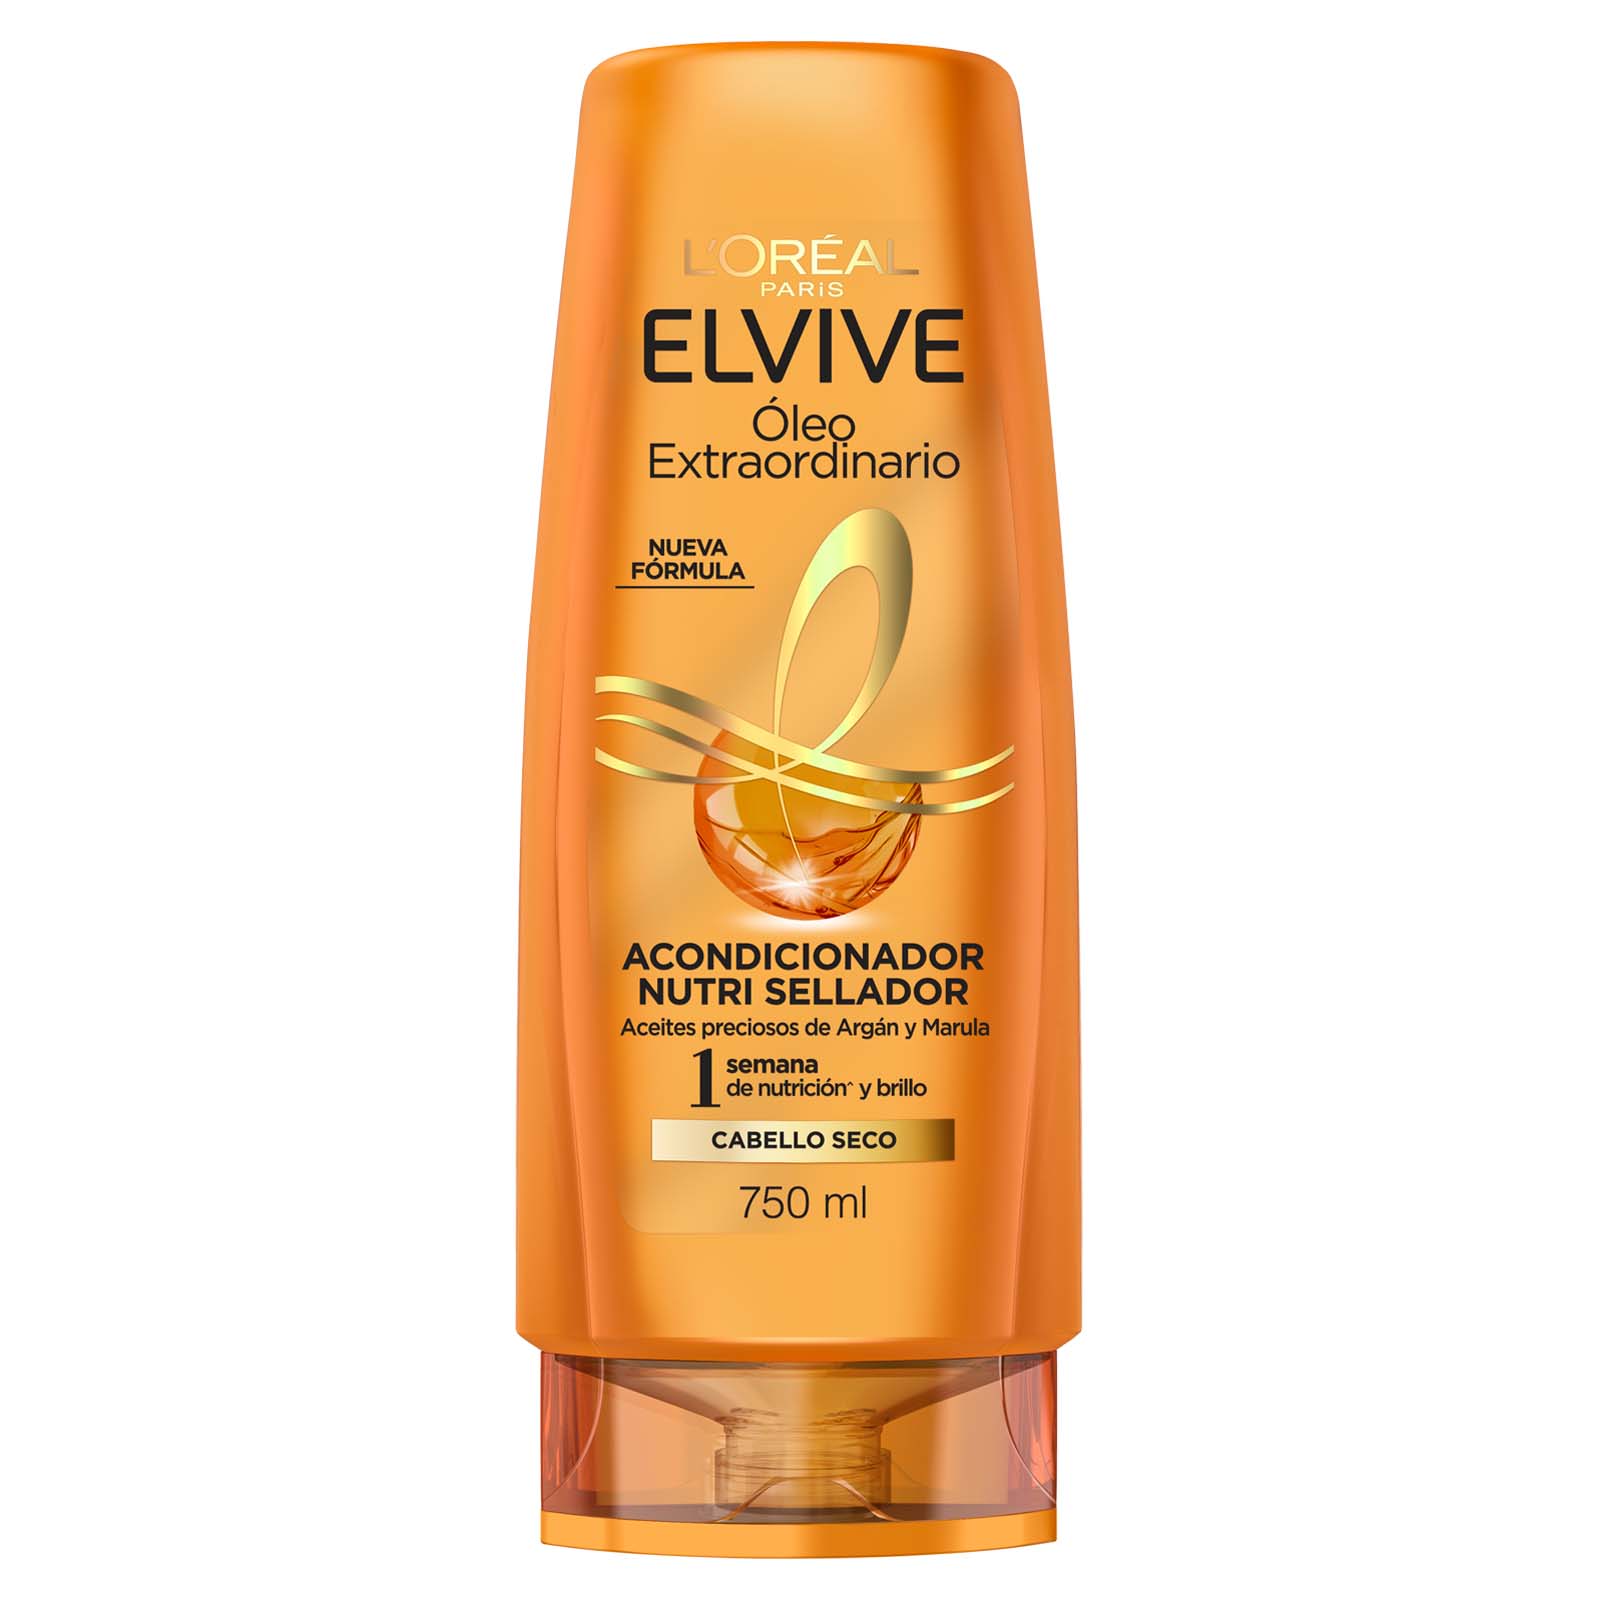 L'ORÉAL
PARiS
ELVIVE
Óleo
Extraordinario
NUEVA
FÓRMULA
ACONDICIONADOR
NUTRI SELLADOR
Aceites preciosos de Argán y Marula
1 semana
de nutrición^ y brillo
CABELLO SECO
750 ml